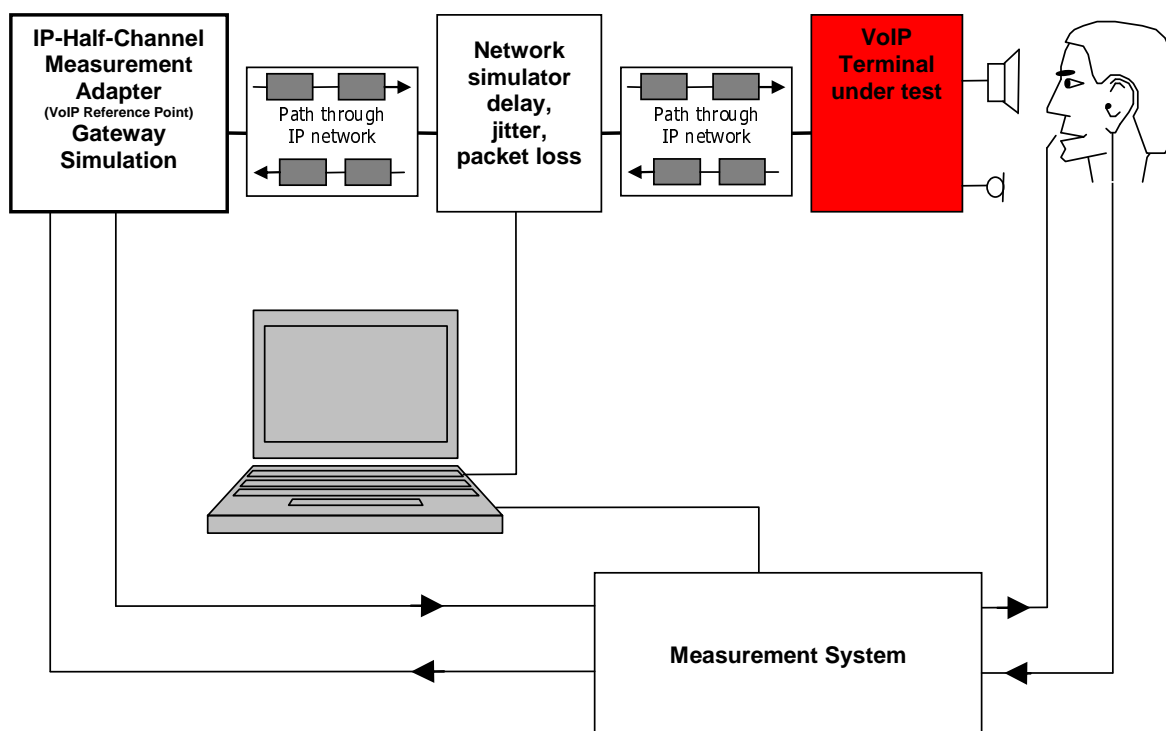 IP-Half-Channel
Measurement
Adapter
(VoIP Reference Point)
Gateway
Simulation
Path through
IP network
Network
simulator
delay,
jitter,
packet loss
Path through
IP network
VoIP
Terminal
under test
Measurement System